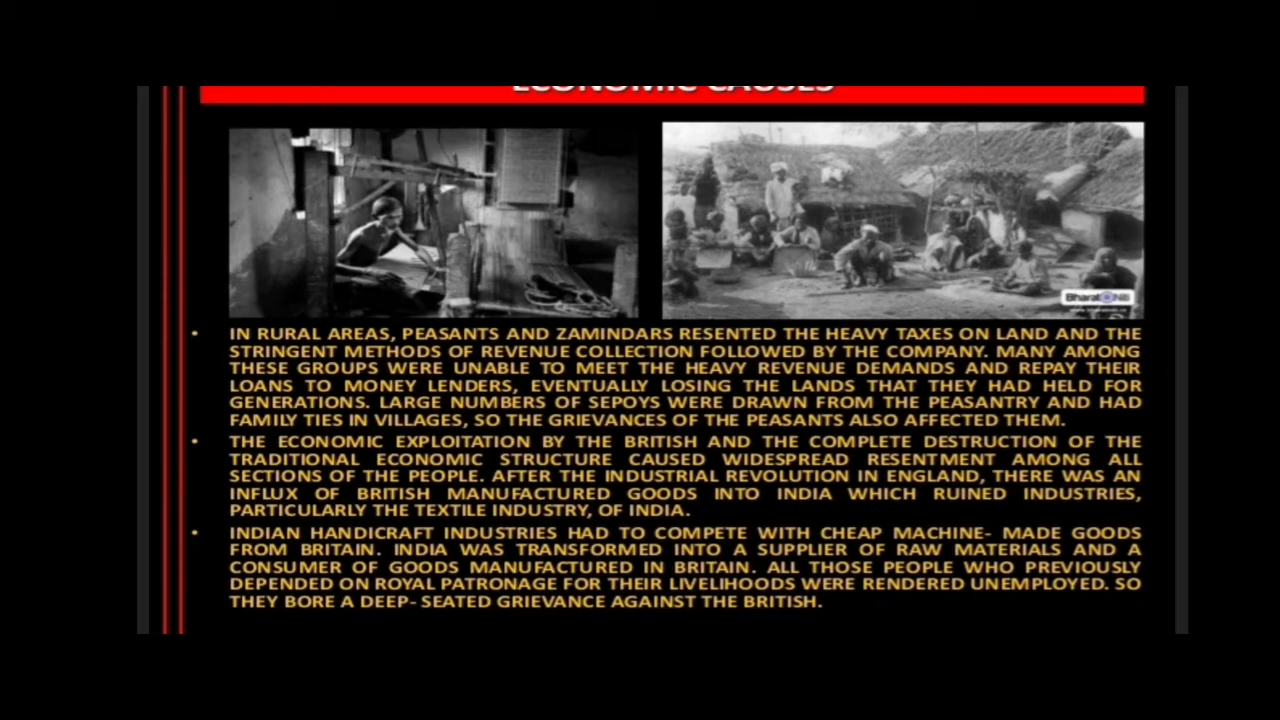 ECONOMIC CAUSES
Bharat Niti
• IN RURAL AREAS, PEASANTS AND ZAMINDARS RESENTED THE HEAVY TAXES ON LAND AND THE
STRINGENT METHODS OF REVENUE COLLECTION FOLLOWED BY THE COMPANY. MANY AMONG
THESE GROUPS WERE UNABLE TO MEET THE HEAVY REVENUE DEMANDS AND REPAY THEIR
LOANS TO MONEY LENDERS, EVENTUALLY LOSING THE LANDS THAT THEY HAD HELD FOR
GENERATIONS. LARGE NUMBERS OF SEPOYS WERE DRAWN FROM THE PEASANTRY AND HAD
FAMILY TIES IN VILLAGES, SO THE GRIEVANCES OF THE PEASANTS ALSO AFFECTED THEM.
• THE ECONOMIC EXPLOITATION BY THE BRITISH AND THE COMPLETE DESTRUCTION OF THE
TRADITIONAL ECONOMIC STRUCTURE CAUSED WIDESPREAD RESENTMENT AMONG ALL
SECTIONS OF THE PEOPLE. AFTER THE INDUSTRIAL REVOLUTION IN ENGLAND, THERE WAS AN
INFLUX OF BRITISH MANUFACTURED GOODS INTO INDIA WHICH RUINED INDUSTRIES,
PARTICULARLY THE TEXTILE INDUSTRY, OF INDIA.
• INDIAN HANDICRAFT INDUSTRIES HAD TO COMPETE WITH CHEAP MACHINE- MADE GOODS
FROM BRITAIN. INDIA WAS TRANSFORMED INTO A SUPPLIER OF RAW MATERIALS AND A
CONSUMER OF GOODS MANUFACTURED IN BRITAIN. ALL THOSE PEOPLE WHO PREVIOUSLY
DEPENDED ON ROYAL PATRONAGE FOR THEIR LIVELIHOODS WERE RENDERED UNEMPLOYED. SO
THEY BORE A DEEP- SEATED GRIEVANCE AGAINST THE BRITISH.